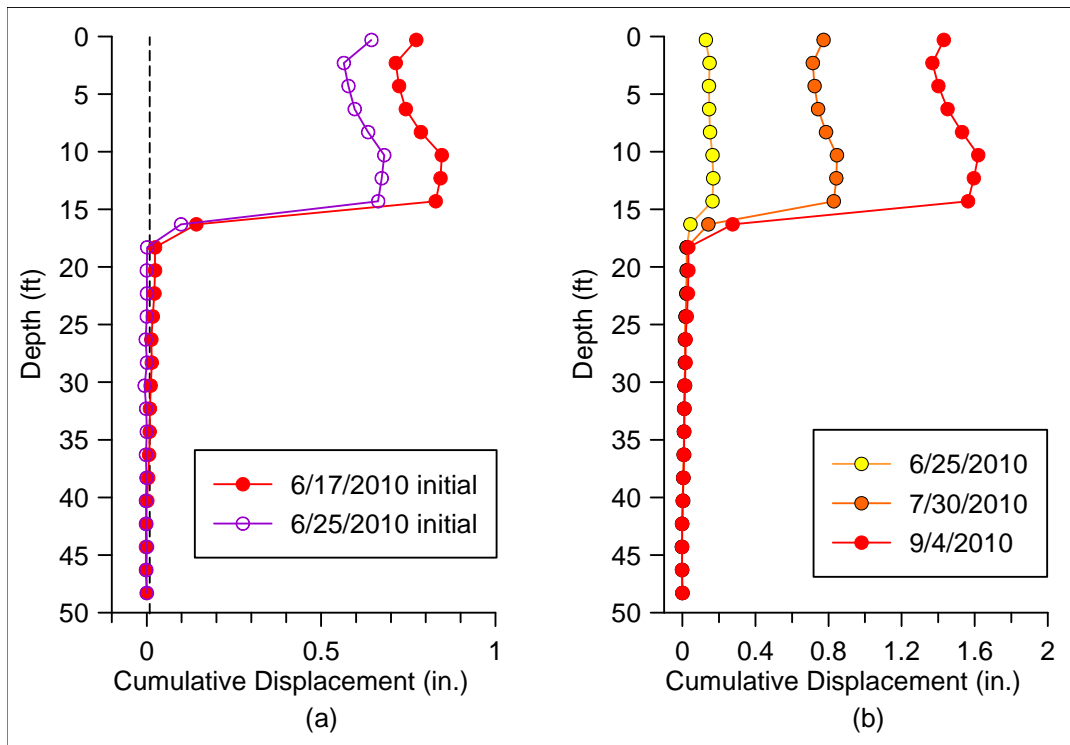 0
5
10
15
20
25
30
35
40
45
50
Depth (ft)
6/17/2010 initial
6/25/2010 initial
0 0.5 1
Cumulative Displacement (in.)
(a)
0
5
10
15
20
25
30
35
40
45
50
Depth (ft)
6/25/2010
7/30/2010
9/4/2010
0 0.4 0.8 1.2 1.6 2
Cumulative Displacement (in.)
(b)